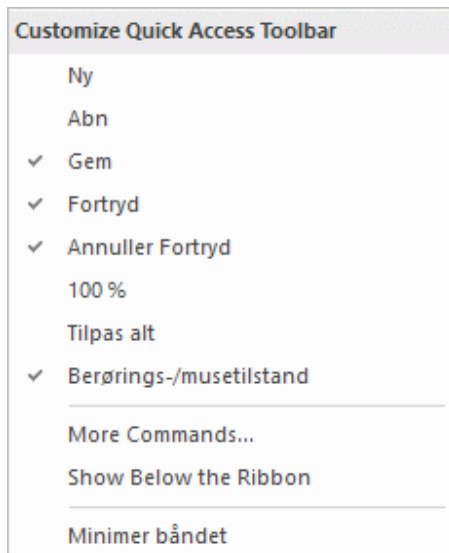 Customize Quick Access Toolbar
Ny
Abn
Gem
Fortryd
Annuller Fortryd
100 %
Tilpas alt
Berørings-/musetilstand
More Commands...
Show Below the Ribbon
Minimer båndet